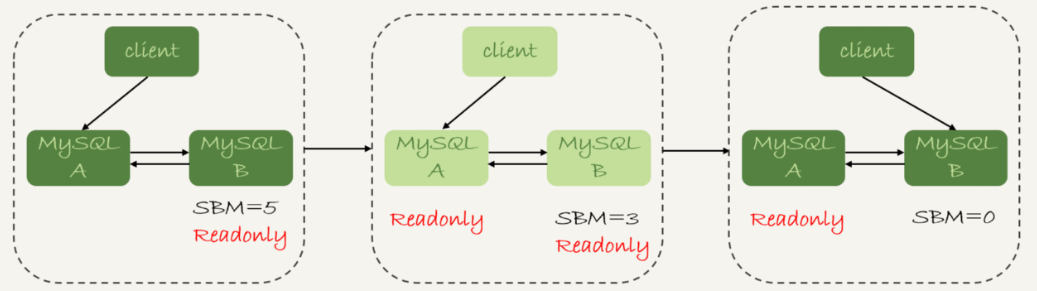 client
MySQL
A
MySQL
B
SBM=5
Readonly
client
MySQL
A
MySQL
B
Readonly
SBM=3
Readonly
client
MySQL
A
MySQL
B
Readonly
SBM=0